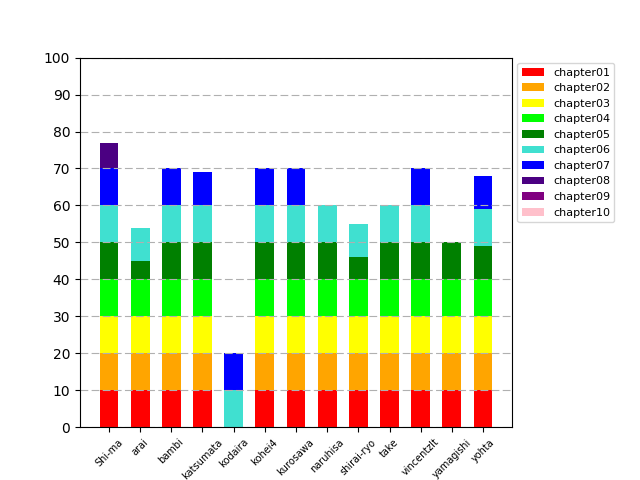 100
90
80
70
60
50
40
30
20
10
0
Shi-ma
arai
bambi
katsumata
kodaira
kohei4
kurosawa
naruhisa
shirai-ryo
take
vincentzlt
yamagishi
yohta
chapter01
chapter02
chapter03
chapter04
chapter05
chapter06
chapter07
chapter08
chapter09
chapter10